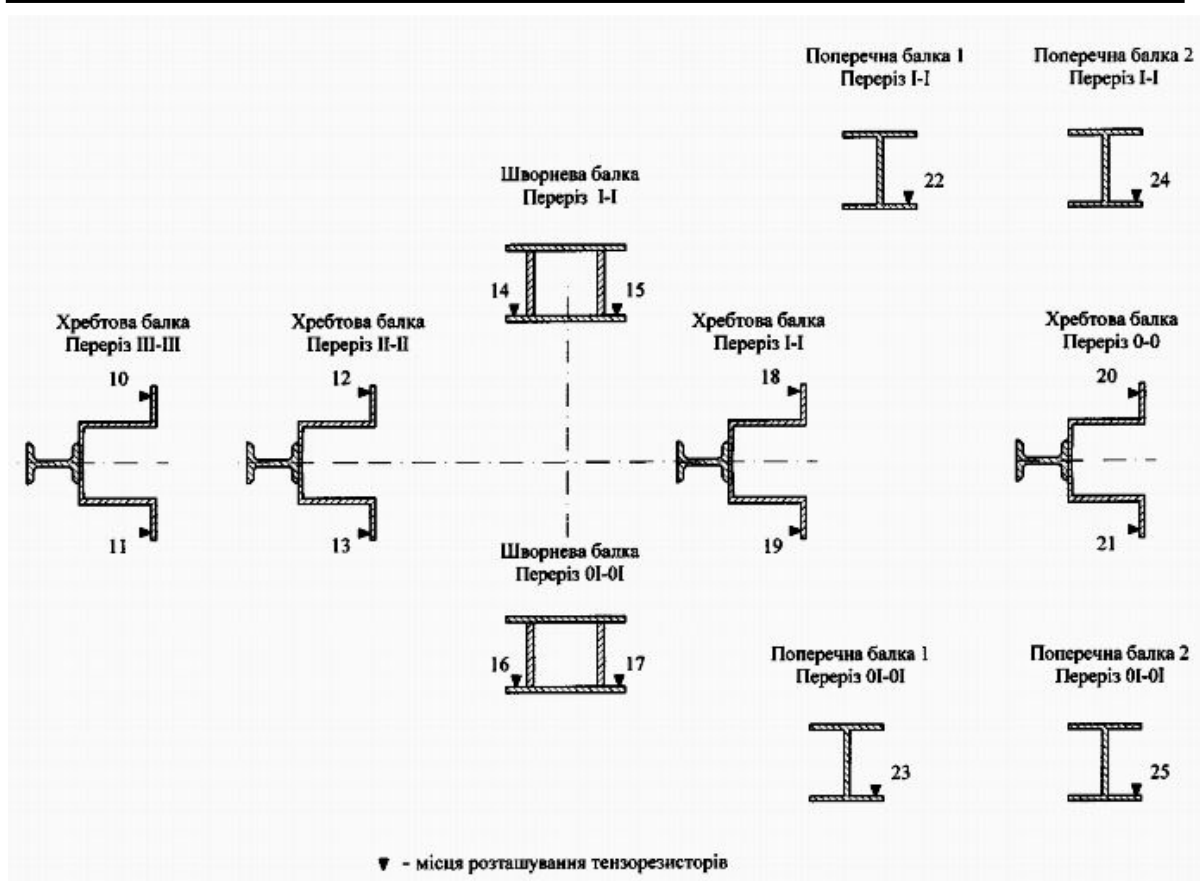 Поперечна балка 1
Переріз I-I
Поперечна балка 2
Переріз I-I
22
24
Шворнева балка
Переріз I-I
14
15
Хребтова балка
Переріз III-III
Хребтова балка
Переріз II-II
Хребтова балка
Переріз I-I
Хребтова балка
Переріз 0-0
10
12
18
20
11
13
19
21
Шворнева балка
Переріз 0I-0I
16
17
Поперечна балка 1
Переріз 0I-0I
Поперечна балка 2
Переріз 0I-0I
23
25
- місця розташування тензорезисторів